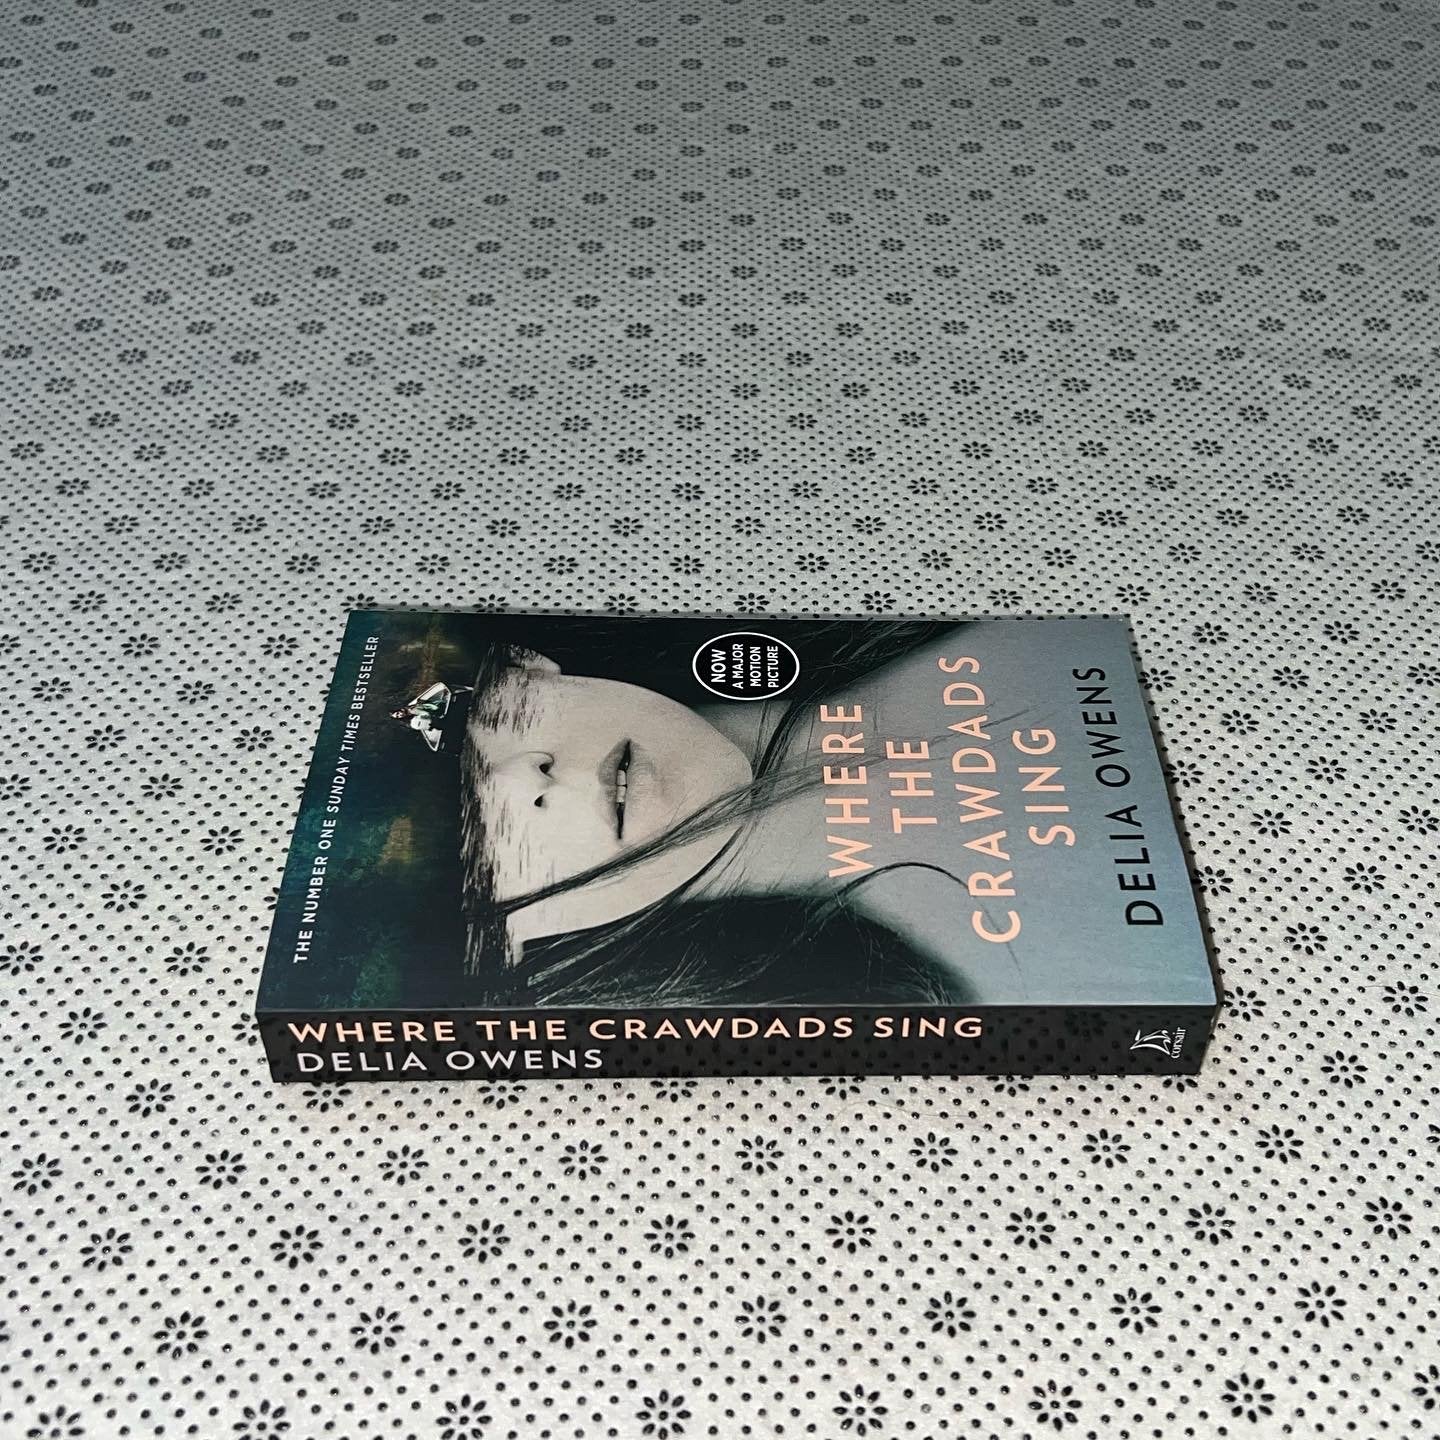 THE NUMBER ONE SUNDAY TIMES BESTSELLER
NOW
A MAJOR
MOTION
PICTURE
WHERE
THE
CRAWDADS
SING
DELIA OWENS
WHERE THE CRAWDADS SING
DELIA OWENS
corsair